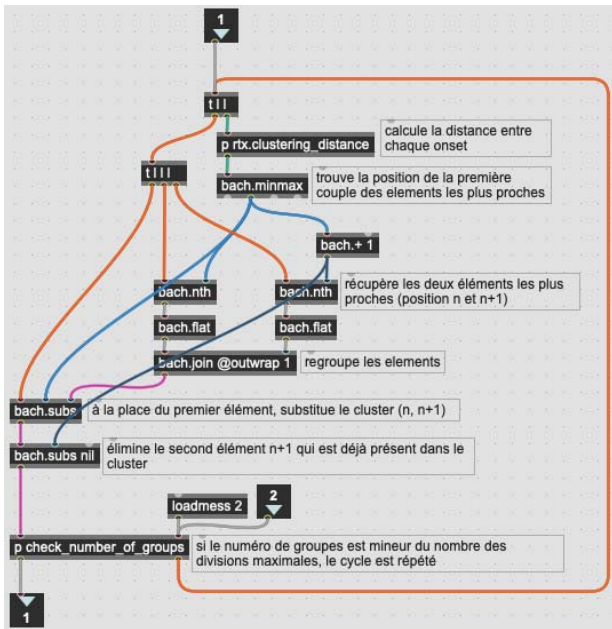 1
t l l
p rtx.clustering_distance
calcule la distance entre
chaque onset
t l l l
bach.minmax
trouve la position de la première
couple des elements les plus proches
bach.+ 1
bach.nth
bach.nth
récupère les deux éléments les plus
proches (position n et n+1)
bach.flat
bach.flat
bach.join @outwrap 1
regroupe les elements
bach.subs
à la place du premier élément, substitue le cluster (n, n+1)
bach.subs nil
élimine le second élément n+1 qui est déjà présent dans le
cluster
loadmess 2
2
p check_number_of_groups
si le numéro de groupes est mineur du nombre des
divisions maximales, le cycle est répété
1